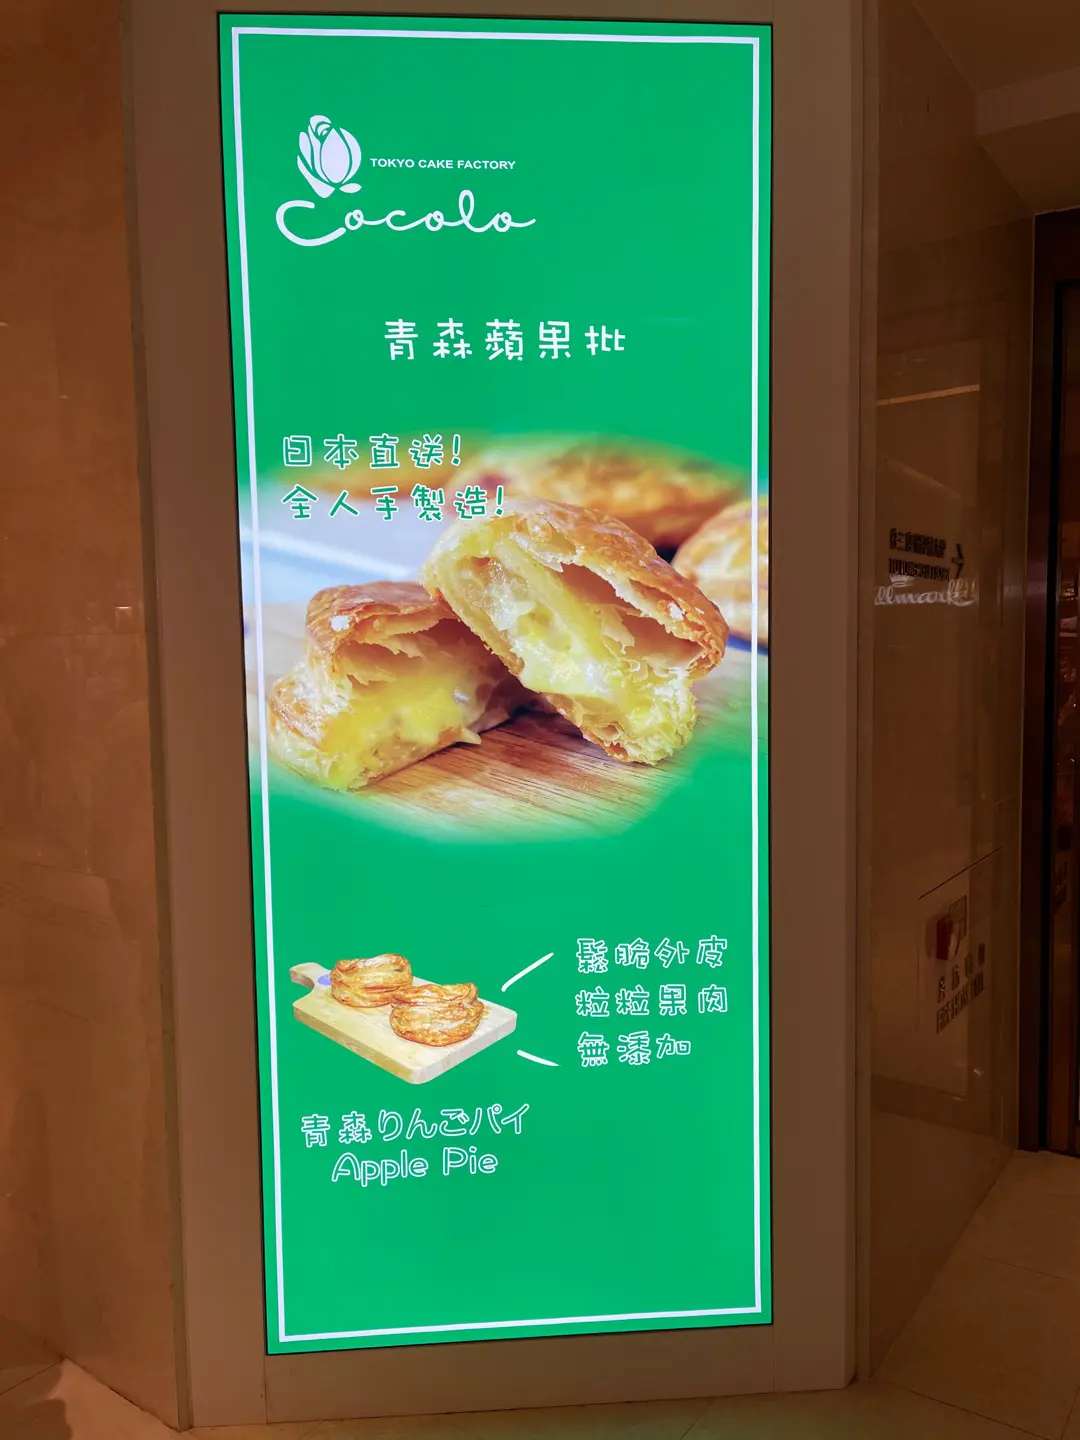 TOKYO CAKE FACTORY
Cocolo
青森蘋果批
日本直送!
全人手製造!
鬆脆外皮
粒粒果肉
無添加
青森りんごパイ
Apple Pie